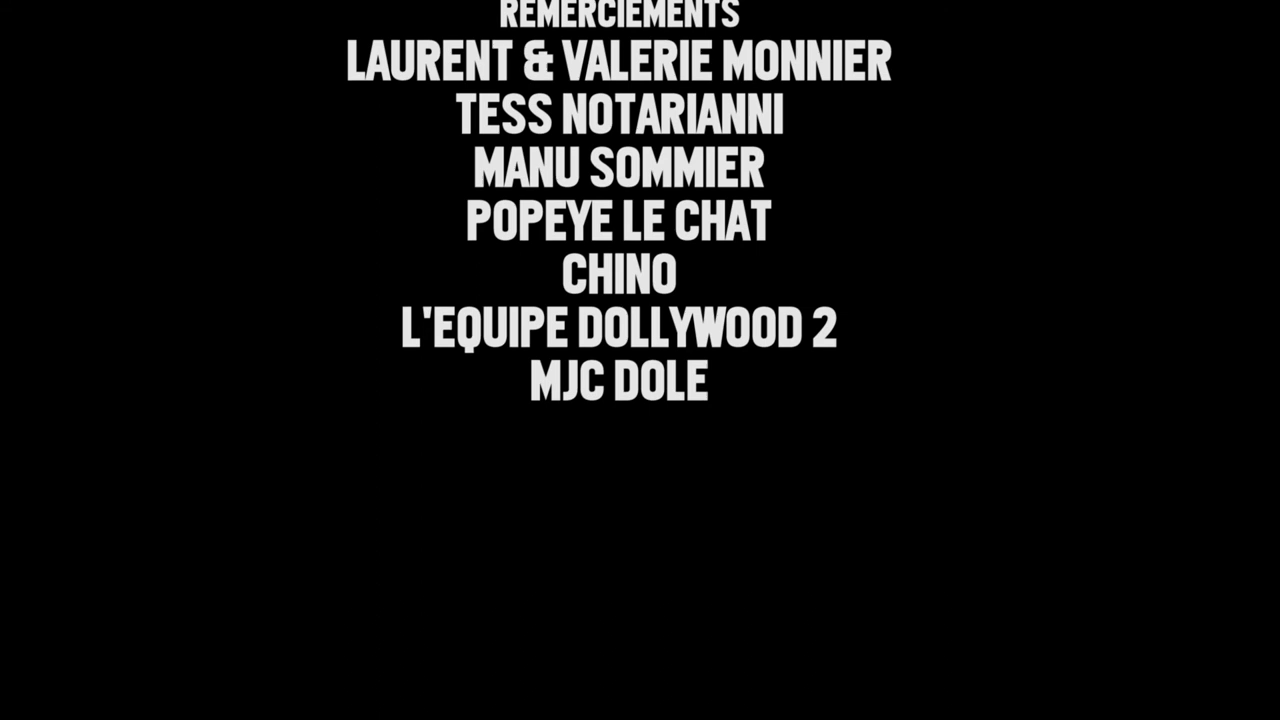 REMERCIEMENTS
LAURENT & VALERIE MONNIER
TESS NOTARIANNI
MANU SOMMIER
POPEYE LE CHAT
CHINO
L'EQUIPE DOLLYWOOD 2
MJC DOLE